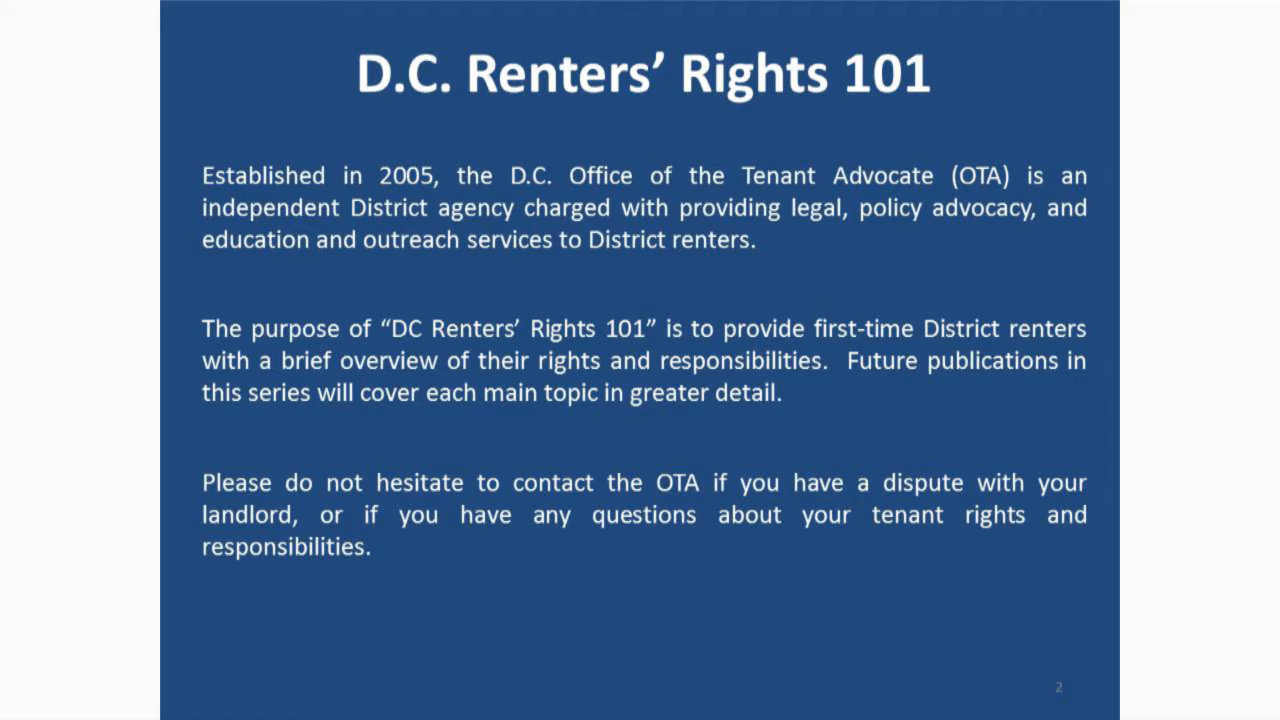 D.C. Renters’ Rights 101
Established in 2005, the D.C. Office of the Tenant Advocate (OTA) is an
independent District agency charged with providing legal, policy advocacy, and
education and outreach services to District renters.
The purpose of “DC Renters’ Rights 101” is to provide first-time District renters
with a brief overview of their rights and responsibilities.  Future publications in
this series will cover each main topic in greater detail.
Please do not hesitate to contact the OTA if you have a dispute with your
landlord, or if you have any questions about your tenant rights and
responsibilities.
2